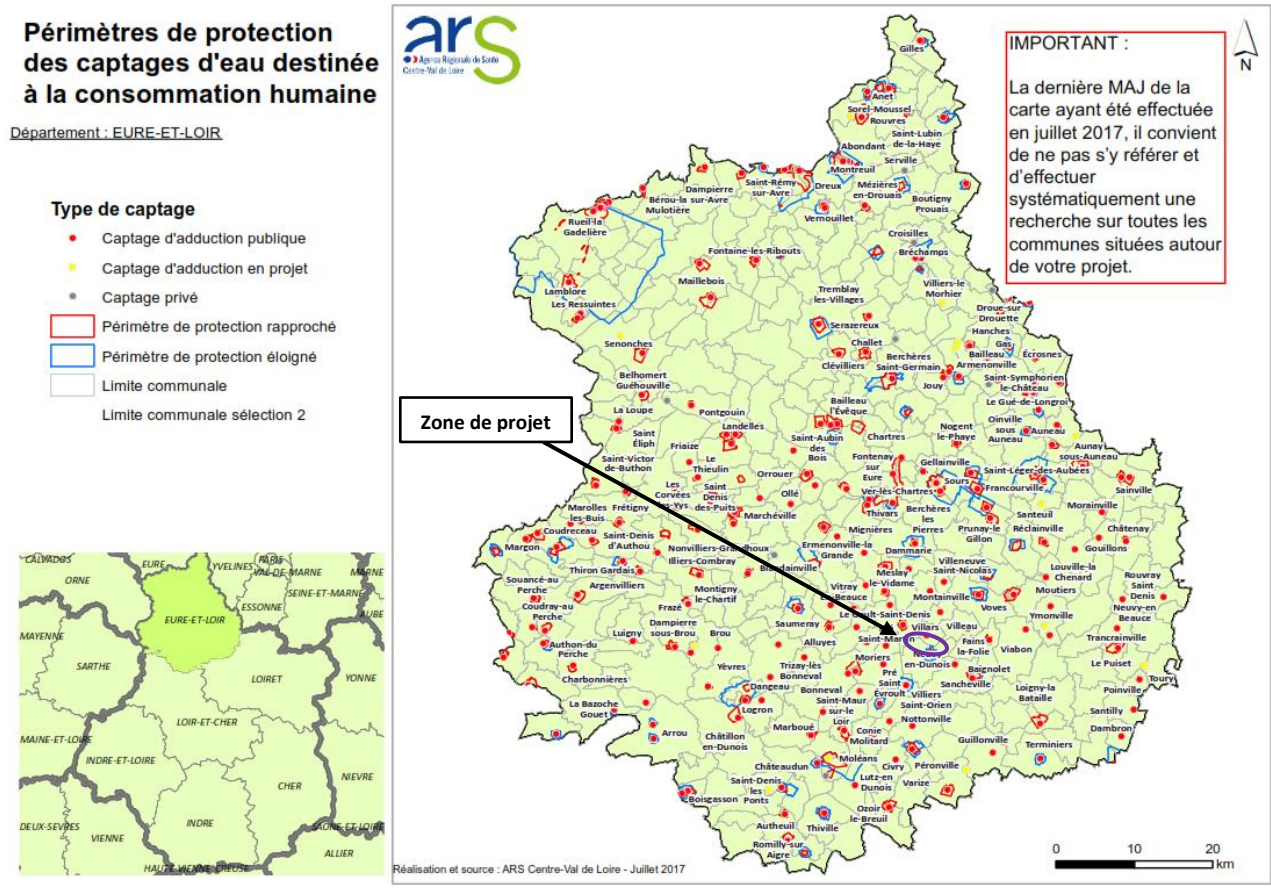 Périmètres de protection
des captages d'eau destinée
à la consommation humaine
Département : EURE-ET-LOIR
Type de captage
Captage d'adduction publique
Captage d'adduction en projet
Captage privé
Périmètre de protection rapproché
Périmètre de protection éloigné
Limite communale
Limite communale sélection 2
ars
Agence Régionale de Santé
Centre-Val de Loire
IMPORTANT :
La dernière MAJ de la
carte ayant été effectuée
en juillet 2017, il convient
de ne pas s'y référer et
d'effectuer
systématiquement une
recherche sur toutes les
communes situées autour
de votre projet.
N
Zone de projet
Gilles
Anet
Sorel-Moussel
Rouvres
Saint-Lubin
de-la-Haye
Abondant
Serville
Montreuil
Saint-Rémy
sur-Avre
Dreux
Mézières
en-Drouais
Dampierre
sur-Avre
Bérou-la
Mulotière
Boutigny
Prouais
Vernouillet
Rueil-la
Gadelière
Croisilles
Bréchamps
Fontaine-les-Ribouts
Maillebois
Villiers-le
Morhier
Lamblore
Les Ressuintes
Tremblay
les-Villages
Droue-sur
Drouette
Hanches
Serazereux
Senonches
Challet
Gas
Bailleau
Armenonville
Écrosnes
Berchères
Saint-Germain
Clévilliers
Belhomert
Guéhouville
Jouy
Saint-Symphorien
le-Château
Le Gué-de-Longroi
La Loupe
Pontgouin
Bailleau
l'Évêque
Landelles
Oinville
sous
Auneau
Auneau
Saint
Éliph
Friaize
Saint-Aubin
des
Bois
Chartres
Nogent
le-Phaye
Aunay
sous-Auneau
Saint-Victor
de-Buthon
Le
Thieulin
Orrouer
Fontenay
sur
Eure
Gellainville
Saint-Léger-des-Aubées
Sours
Francourville
Sainville
Les
Corvées
les-Yys
Saint
Denis
des-Puits
Ollé
Ver-lès-Chartres
Marolles
les-Buis
Frétigny
Marchéville
Thivars
Berchères
les
Pierres
Santeuil
Morainville
Coudreceau
Saint-Denis
d'Authou
Mignières
Prunay-le
Gillon
Réclainville
Châtenay
Margon
Nonvilliers-Grandhoux
Ermenonville-la
Grande
Dammarie
Gouillons
Thiron Gardais
Illiers-Combray
Blandainville
Villeneuve
Saint-Nicolas
Louville-la
Chenard
Souancé-au
Perche
Argenvilliers
Montigny
le-Chartif
Meslay
le-Vidame
Rouvray
Saint
Denis
Vitray
en-Beauce
Montainville
Moutiers
Coudray-au
Perche
Frazé
Voves
Neuvy-en
Beauce
Le Gault-Saint-Denis
Ymonville
Luigny
Dampierre
sous-Brou
Brou
Saumeray
Alluyes
Villars
Villeau
Saint-Maur
Fains
la-Folie
Viabon
Trancrainville
Authon-du
Perche
Moriers
en-Dunois
Le Puiset
Yèvres
Trizay-lès
Bonneval
Pré
Saint
Évroult
Baignolet
Sancheville
Toury
Charbonnières
Dangeau
Bonneval
Villiers
Saint-Orien
Loigny-la
Bataille
Poinville
La Bazoche
Gouet
Logron
Saint-Maur
sur-le
Loir
Nottonville
Santilly
Arrou
Marboué
Conie
Molitard
Guillonville
Terminiers
Dambron
Châtillon
en-Dunois
Moléans
Civry
Péronville
Châteaudun
Lutz-en
Dunois
Varize
Saint-Denis
les
Ponts
Boisgasson
Ozoir
le-Breuil
Autheuil
Thiville
Romilly-sur
Aigre
0 10 20
km
Réalisation et source : ARS Centre-Val de Loire - Juillet 2017
CALVADOS
EURE
YVELINES
PARIS
VAL-DE-MARNE
MARNE
ORNE
SEINE-ET-MARNE
ESSONNE
AUBE
EURE-ET-LOIR
MAYENNE
SARTHE
LOIRET
YONNE
LOIR-ET-CHER
MAINE-ET-LOIRE
INDRE-ET-LOIRE
CHER
NIEVRE
DEUX-SEVRES
VIENNE
INDRE
SAONE-ET-LOIRE
ALLIER
HAUTE-VIENNE
CREUSE